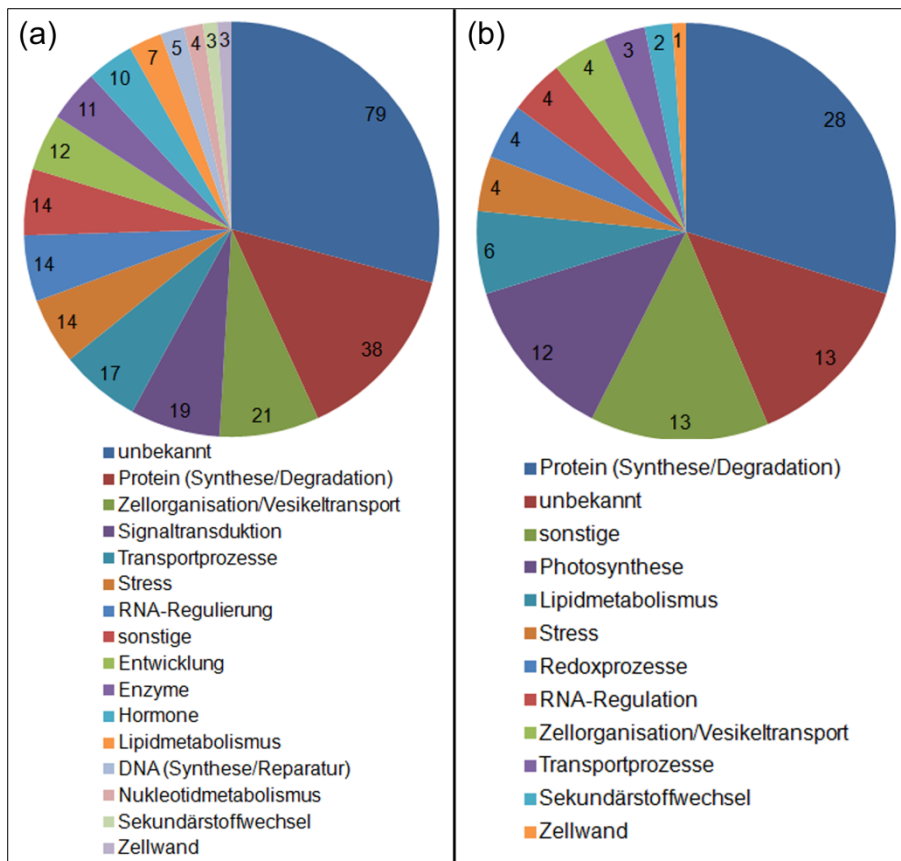 (a)
79
38
21
19
17
14
14
14
12
11
10
7
5
4
3
3
unbekannt
Protein (Synthese/Degradation)
Zellorganisation/Vesikeltransport
Signaltransduktion
Transportprozesse
Stress
RNA-Regulierung
sonstige
Entwicklung
Enzyme
Hormone
Lipidmetabolismus
DNA (Synthese/Reparatur)
Nukleotidmetabolismus
Sekundärstoffwechsel
Zellwand
(b)
28
13
13
12
6
4
4
4
4
3
2
1
Protein (Synthese/Degradation)
unbekannt
sonstige
Photosynthese
Lipidmetabolismus
Stress
Redoxprozesse
RNA-Regulation
Zellorganisation/Vesikeltransport
Transportprozesse
Sekundärstoffwechsel
Zellwand